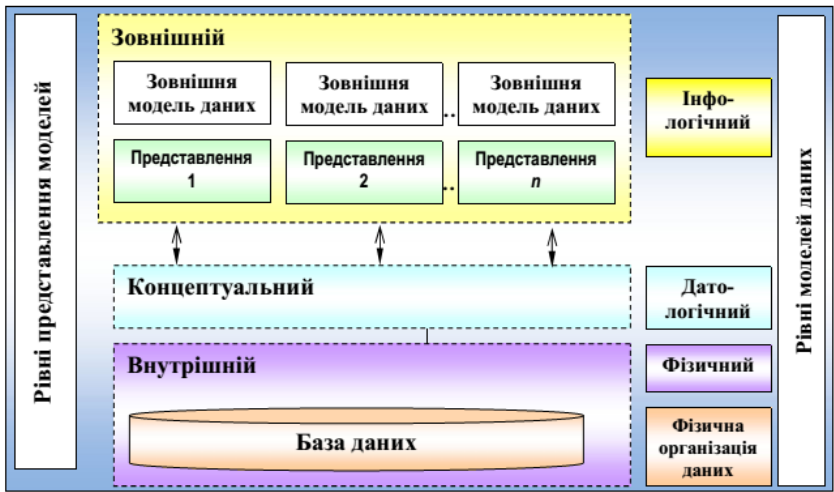 Рівні представлення моделей
Зовнішній
Зовнішня
модель даних
Зовнішня
модель даних
..
Зовнішня
модель даних
Представлення
1
Представлення
2
..
Представлення
n
Концептуальний
Внутрішній
База даних
Інфо-
логічний
Дато-
логічний
Фізичний
Фізична
організація
даних
Рівні моделей даних